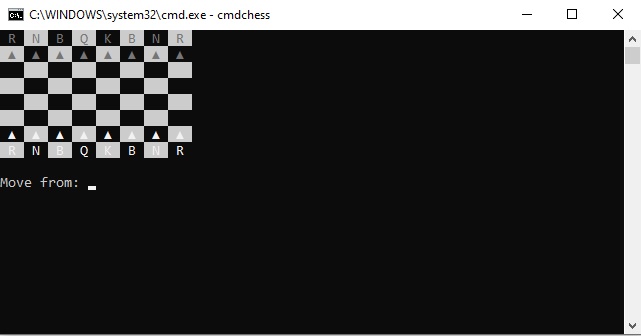 C:\WINDOWS\system32\cmd.exe - cmdchess
R N B Q K B N R
▲ ▲ ▲ ▲ ▲ ▲ ▲ ▲
▲ ▲ ▲ ▲ ▲ ▲ ▲ ▲
R N B Q K B N R
Move from: